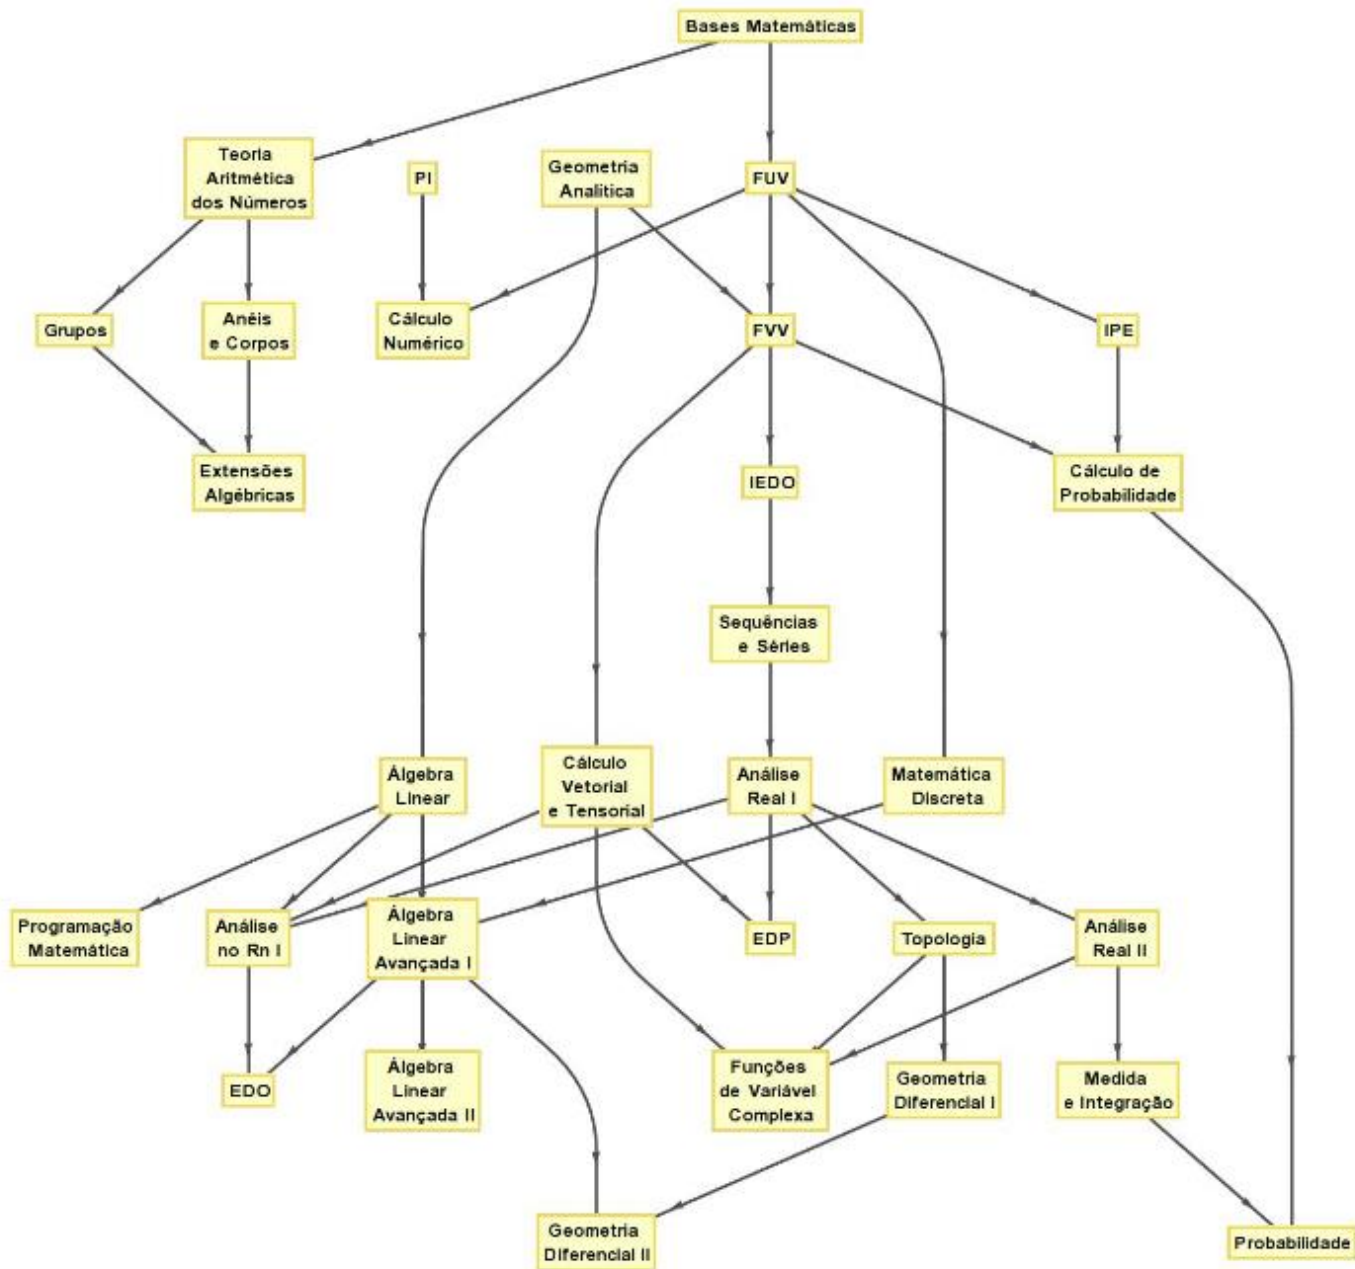 Bases Matemáticas
Teoria
Aritmética
dos Números
PI
Geometria
Analítica
FUV
Grupos
Anéis
e Corpos
Cálculo
Numérico
FVV
IPE
Extensões
Algébricas
IEDO
Cálculo de
Probabilidade
Sequências
e Séries
Álgebra
Linear
Cálculo
Vetorial
e Tensorial
Análise
Real I
Matemática
Discreta
Programação
Matemática
Análise
no Rn I
Álgebra
Linear
Avançada I
EDP
Topologia
Análise
Real II
EDO
Álgebra
Linear
Avançada II
Funções
de Variável
Complexa
Geometria
Diferencial I
Medida
e Integração
Geometria
Diferencial II
Probabilidade